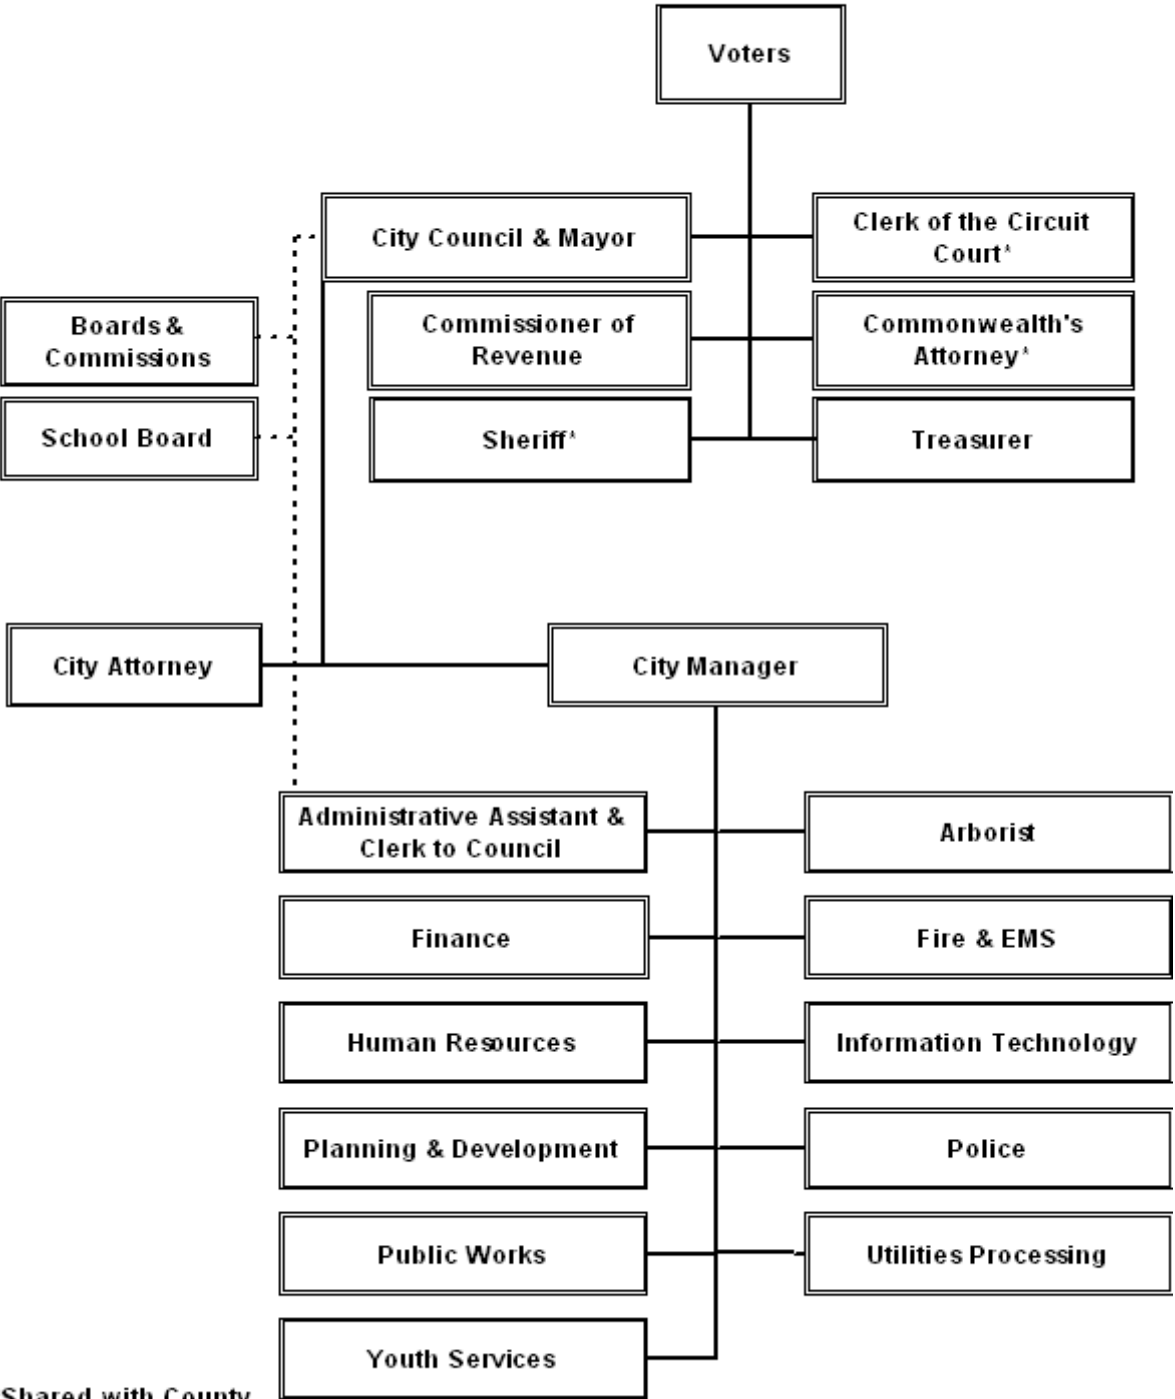 Voters
City Council & Mayor
Clerk of the Circuit
Court*
Boards &
Commissions
Commissioner of
Revenue
Commonwealth's
Attorney*
School Board
Sheriff*
Treasurer
City Attorney
City Manager
Administrative Assistant &
Clerk to Council
Arborist
Finance
Fire & EMS
Human Resources
Information Technology
Planning & Development
Police
Public Works
Utilities Processing
Youth Services
Shared with County